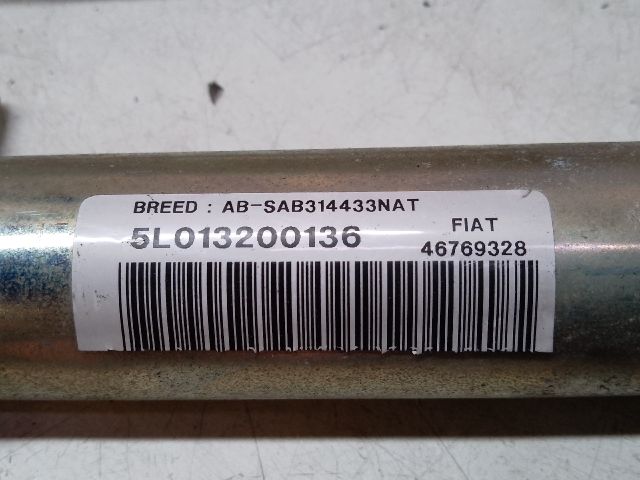 BREED : AB-SAB314433NAT
5L013200136 FIAT
46769328